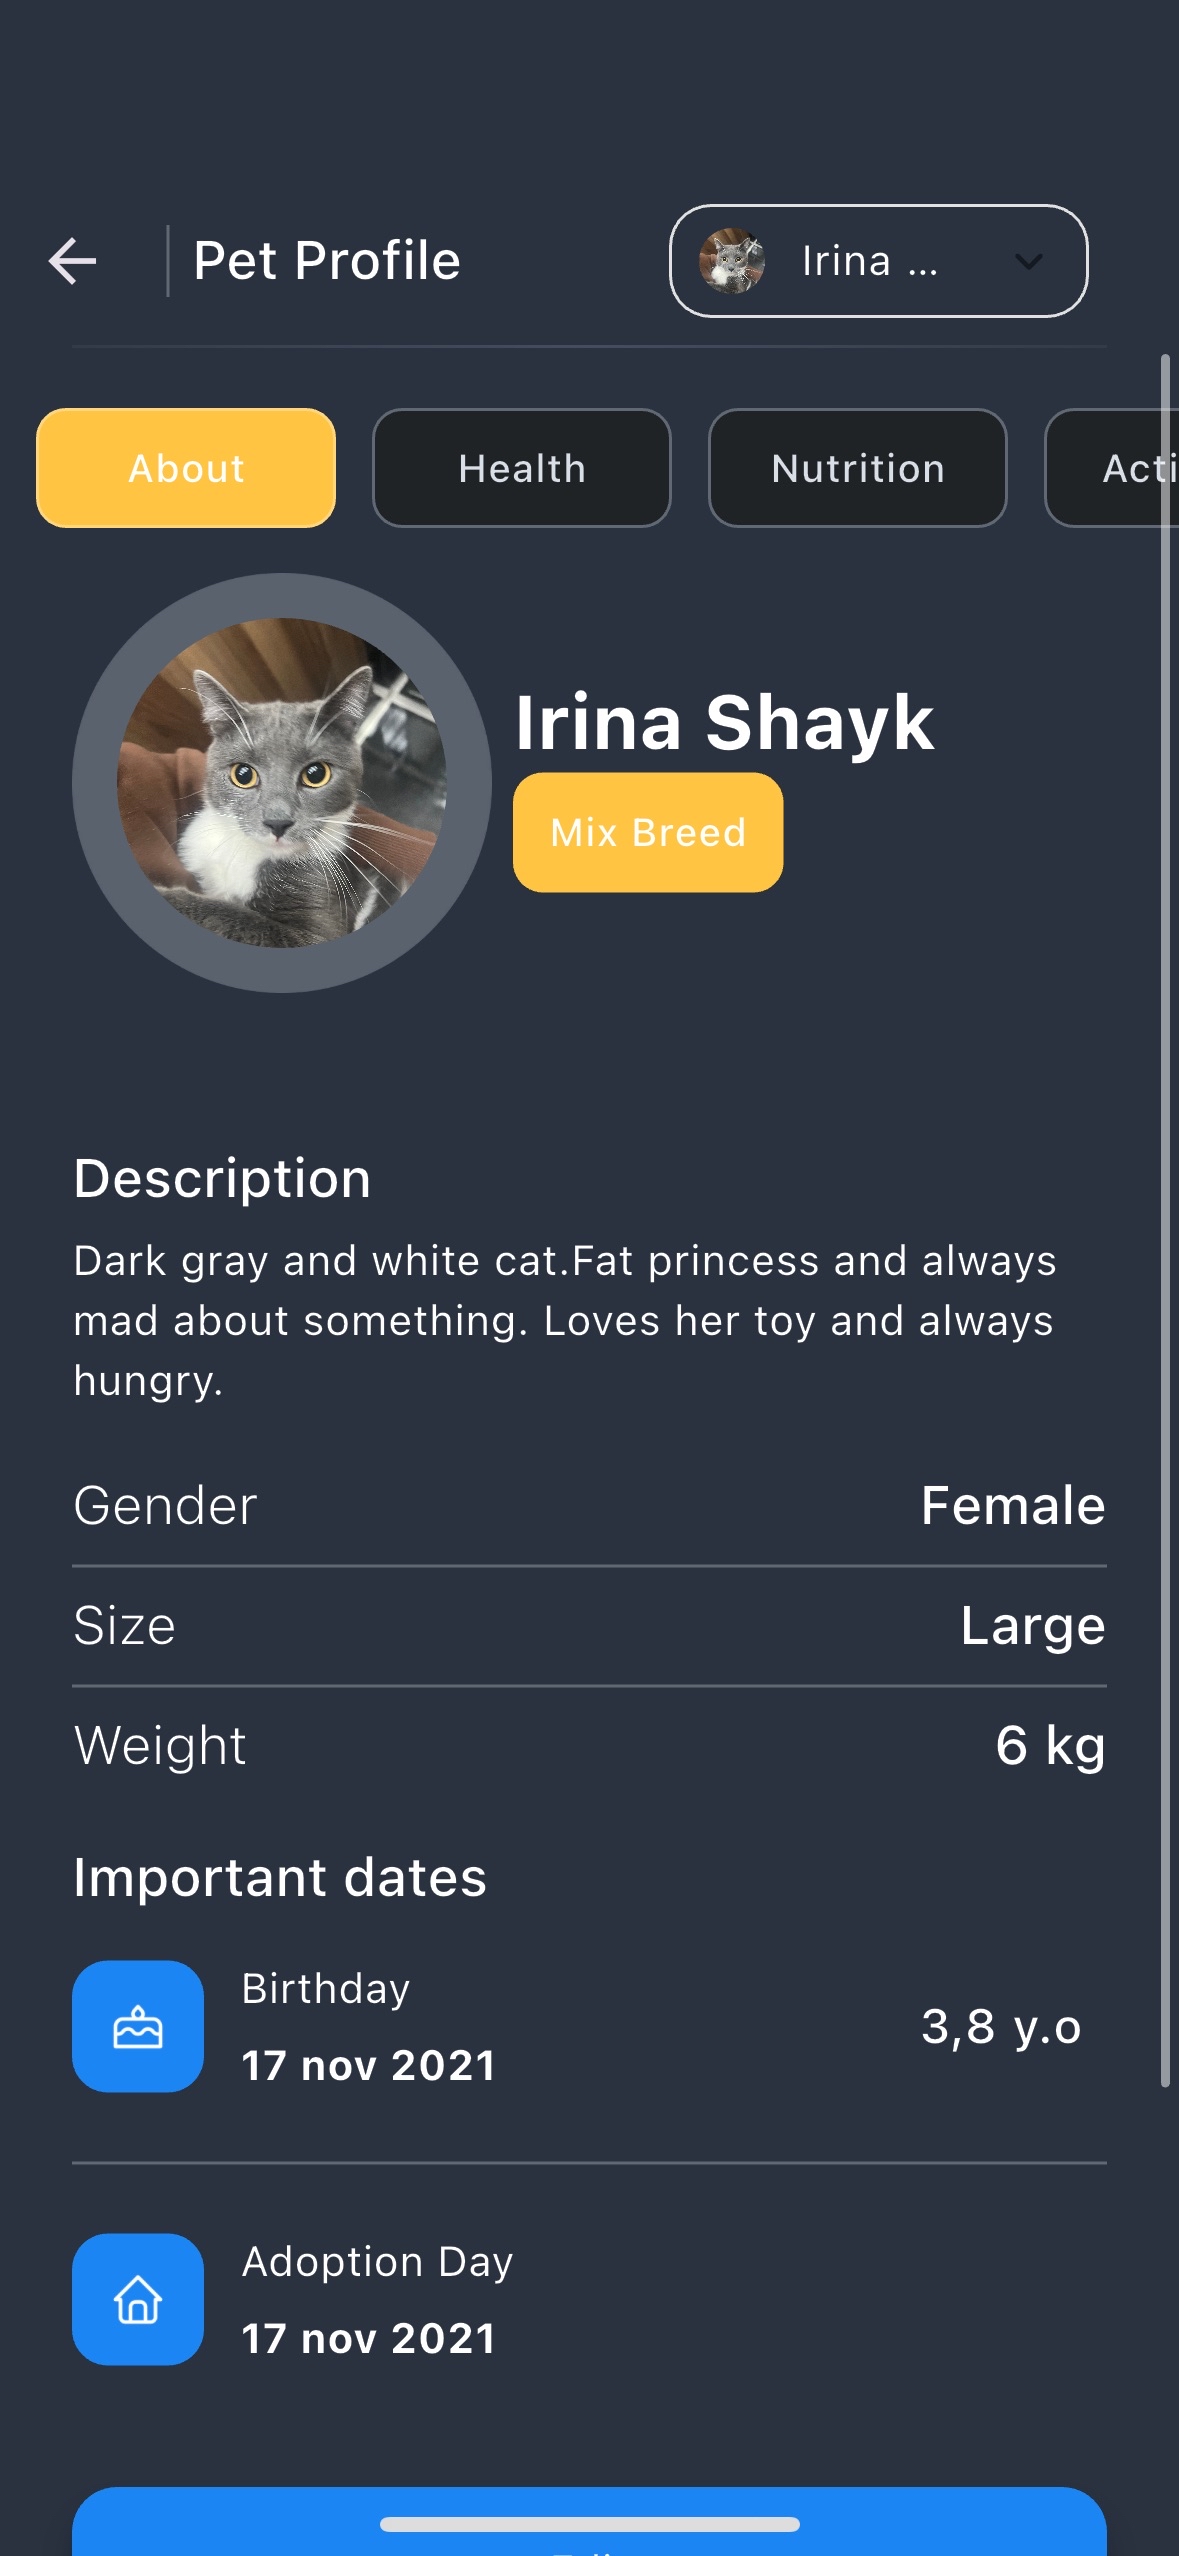 Pet Profile
Irina ...
About
Health
Nutrition
Acti
Irina Shayk
Mix Breed
Description
Dark gray and white cat.Fat princess and always
mad about something. Loves her toy and always
hungry.
Gender
Female
Size
Large
Weight
6 kg
Important dates
Birthday
17 nov 2021
3,8 y.o
Adoption Day
17 nov 2021